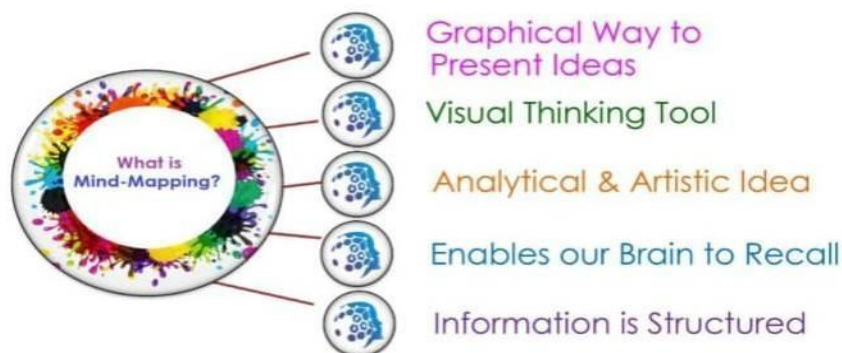 What is
Mind-Mapping?
Graphical Way to
Present Ideas
Visual Thinking Tool
Analytical & Artistic Idea
Enables our Brain to Recall
Information is Structured